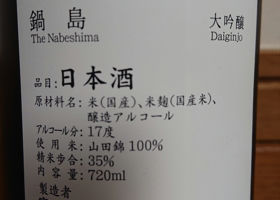 鍋島 大吟醸
The Nabeshima Daiginjo
品目：日本酒
原材料名：米（国産）、米麹（国産米）、
醸造アルコール
アルコール分：17度
使用米：山田錦100%
精米歩合：35%
内容量：720ml
製造者